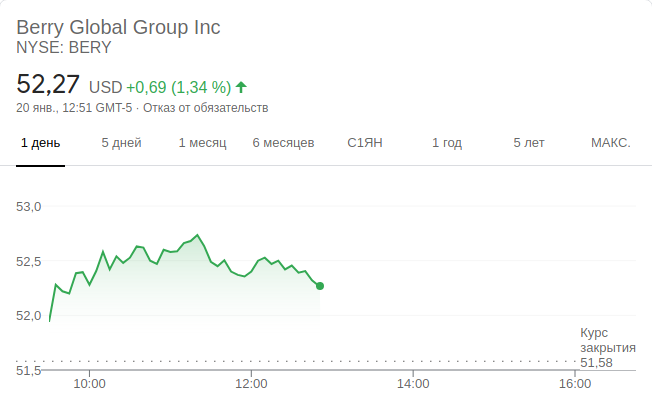 Berry Global Group Inc
NYSE: BERY
52,27 USD +0,69 (1,34 %)
20 янв., 12:51 GMT-5 · Отказ от обязательств
1 день 5 дней 1 месяц 6 месяцев С1ЯН 1 год 5 лет МАКС.
53,0
52,5
52,0
Курс
закрытия
51,58
51,5
10:00 12:00 14:00 16:00